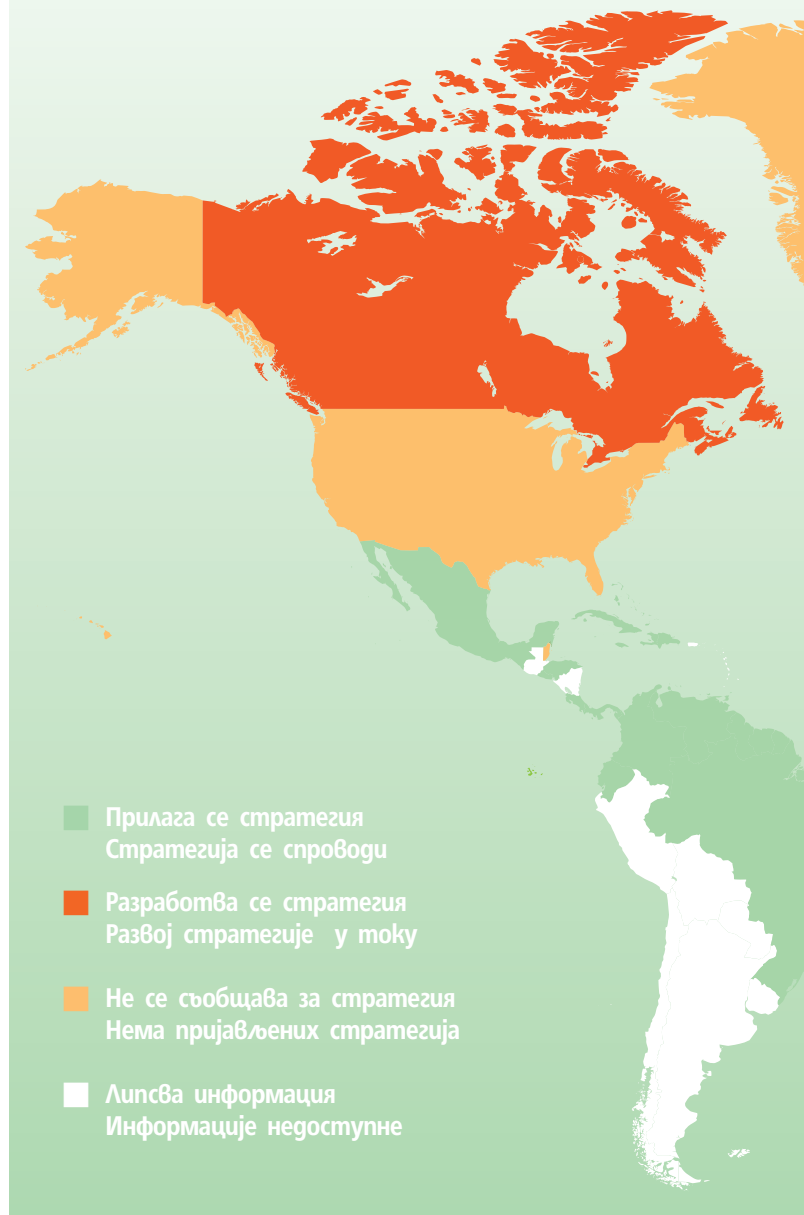 Прилага се стратегия
Стратегија се спроводи
Разработва се стратегия
Развој стратегије у току
Не се съобщава за стратегия
Нема пријављених стратегија
Липсва информация
Информације недоступне